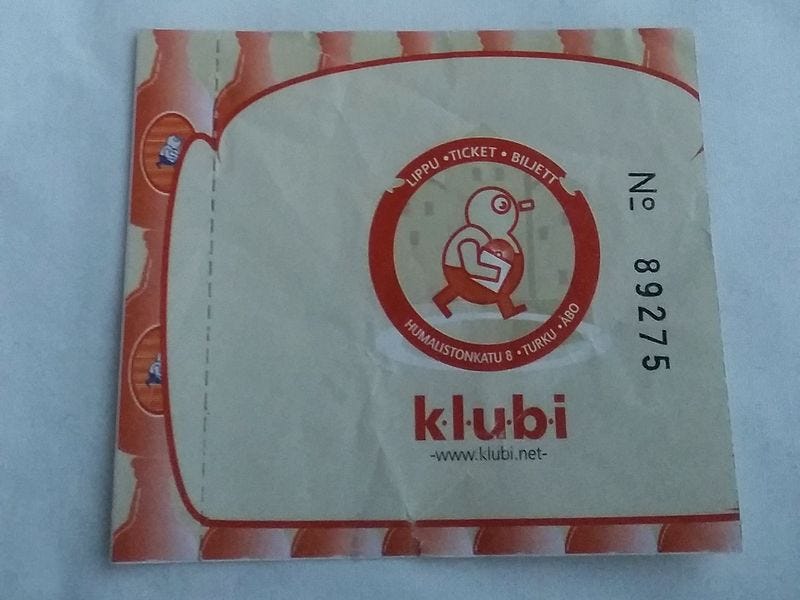 LIPPU • TICKET • BILJETT
HUMALISTONKATU 8 • TURKU • ÅBO
k·l·u·b·i·
-www.klubi.net-
Nº 89275